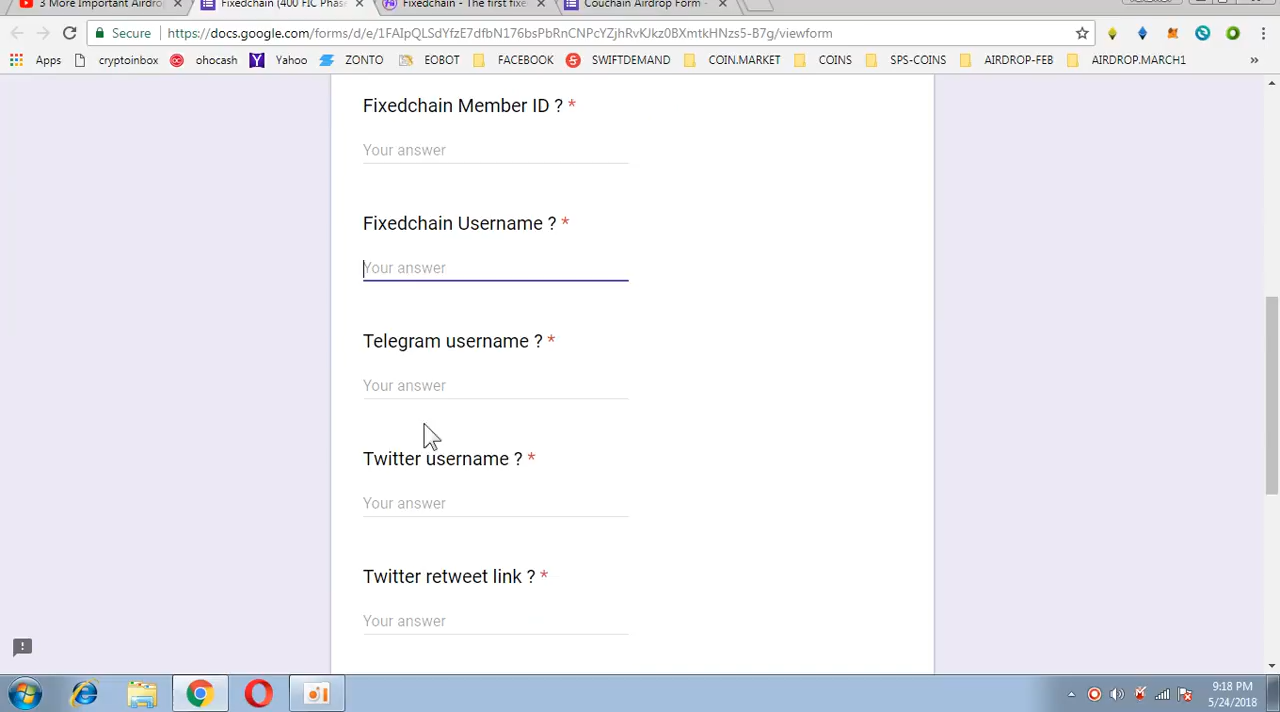 3 More Important Airdro
Fixedchain (400 FIC Phas
Fixedchain - The first fixe
Couchain Airdrop Form -
Secure
https://docs.google.com/forms/d/e/1FAIpQLSdYfzE7dfbN176bsPbRnCNPcYZjhRvKJkz0BXmtkHNzs5-B7g/viewform
Apps cryptoinbox ohocash Yahoo ZONTO EOBOT FACEBOOK SWIFTDEMAND COIN.MARKET COINS SPS-COINS AIRDROP-FEB AIRDROP.MARCH1 »
Fixedchain Member ID ? *
Your answer
Fixedchain Username ? *
Your answer
Telegram username ? *
Your answer
Twitter username ? *
Your answer
Twitter retweet link ? *
Your answer
9:18 PM
5/24/2018